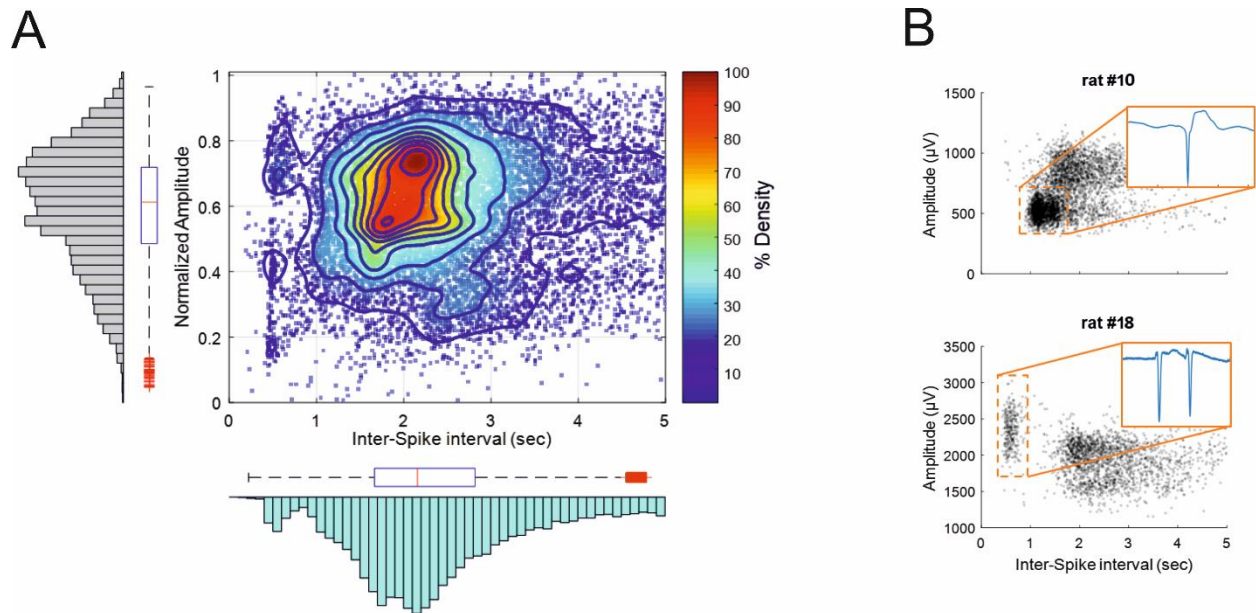 A
B
1
0.8
0.6
0.4
0.2
0
Normalized Amplitude
0 1 2 3 4 5
Inter-Spike interval (sec)
100
90
80
70
60
50
40
30
20
10
% Density
rat #10
1500
1000
500
0
Amplitude (µV)
rat #18
3500
3000
2500
2000
1500
1000
Amplitude (µV)
0 1 2 3 4 5
Inter-Spike interval (sec)